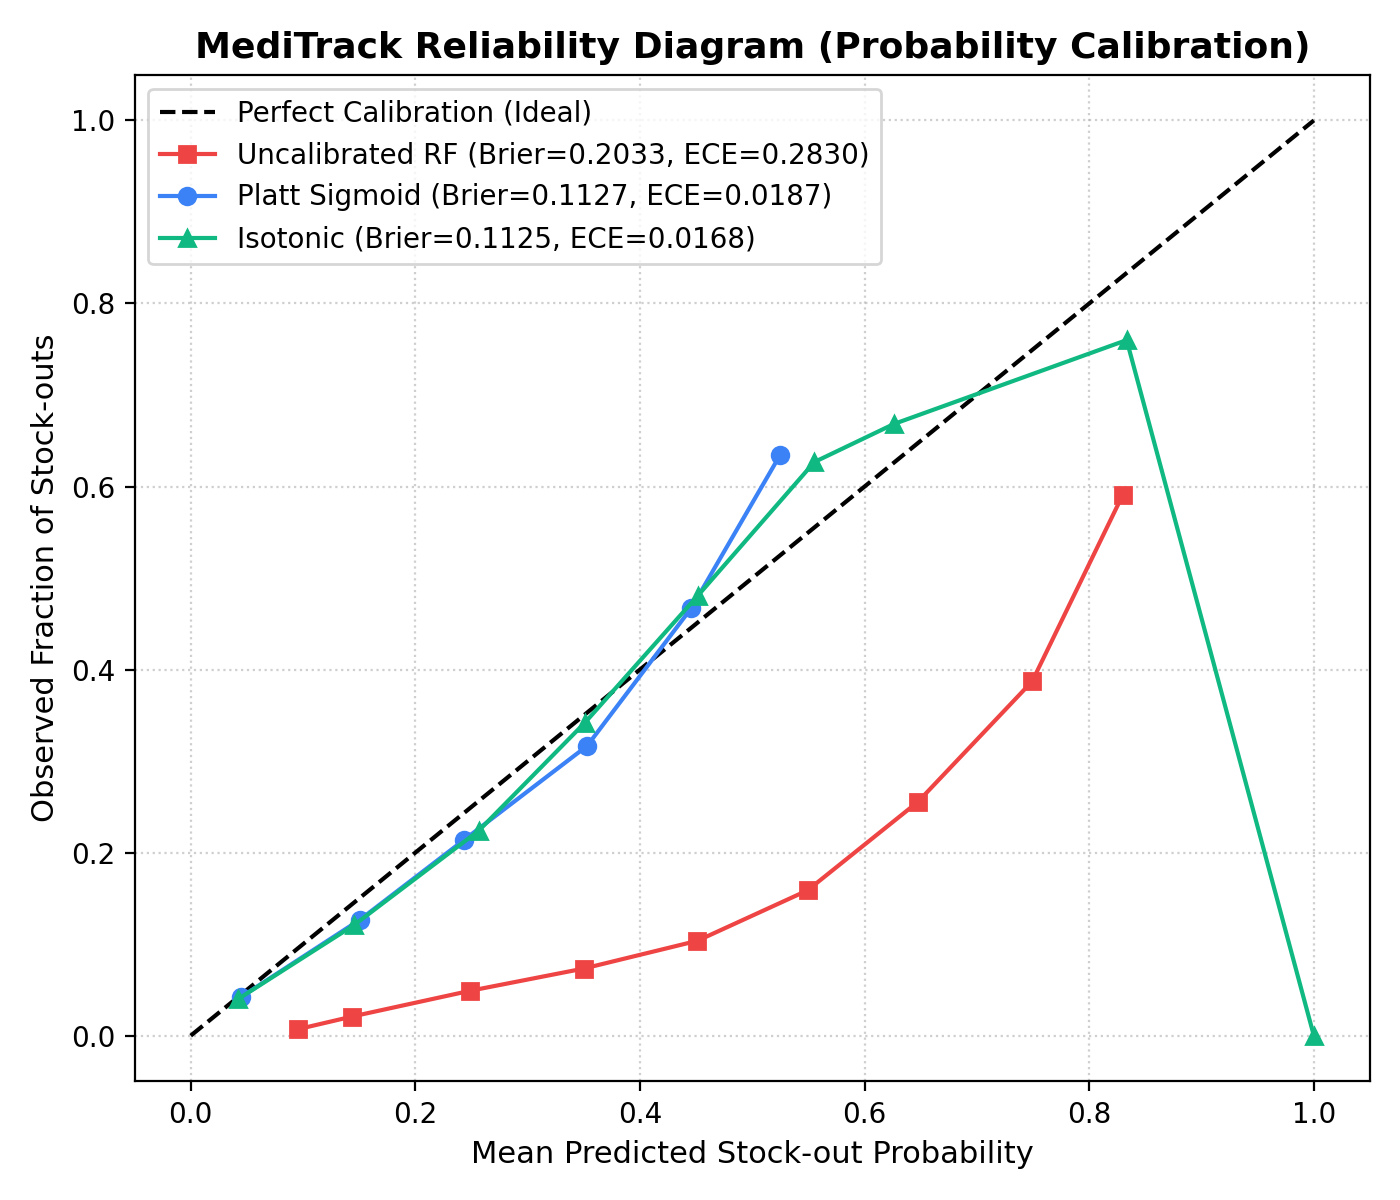 MediTrack Reliability Diagram (Probability Calibration)
Perfect Calibration (Ideal)
Uncalibrated RF (Brier=0.2033, ECE=0.2830)
Platt Sigmoid (Brier=0.1127, ECE=0.0187)
Isotonic (Brier=0.1125, ECE=0.0168)
Observed Fraction of Stock-outs
1.0
0.8
0.6
0.4
0.2
0.0
0.0 0.2 0.4 0.6 0.8 1.0
Mean Predicted Stock-out Probability